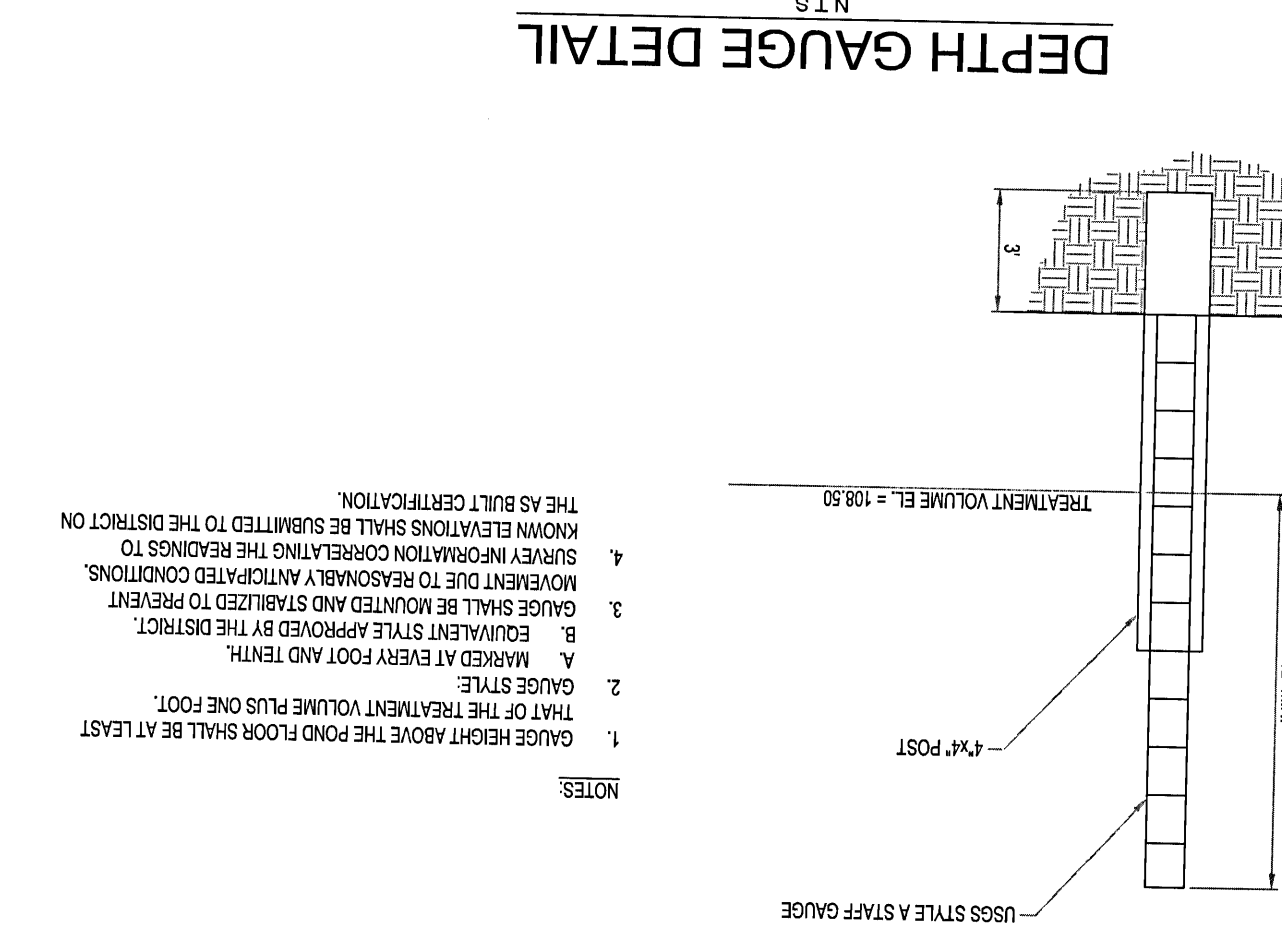 USGS STYLE A STAFF GAUGE
4"x4" POST
TREATMENT VOLUME EL. = 108.50
3'
NOTES:
1. GAUGE HEIGHT ABOVE THE POND FLOOR SHALL BE AT LEAST
THAT OF THE TREATMENT VOLUME PLUS ONE FOOT.
2. GAUGE STYLE:
A. MARKED AT EVERY FOOT AND TENTH.
B. EQUIVALENT STYLE APPROVED BY THE DISTRICT.
3. GAUGE SHALL BE MOUNTED AND STABILIZED TO PREVENT
MOVEMENT DUE TO REASONABLY ANTICIPATED CONDITIONS.
4. SURVEY INFORMATION CORRELATING THE READINGS TO
KNOWN ELEVATIONS SHALL BE SUBMITTED TO THE DISTRICT ON
THE AS BUILT CERTIFICATION.
DEPTH GAUGE DETAIL
NTS